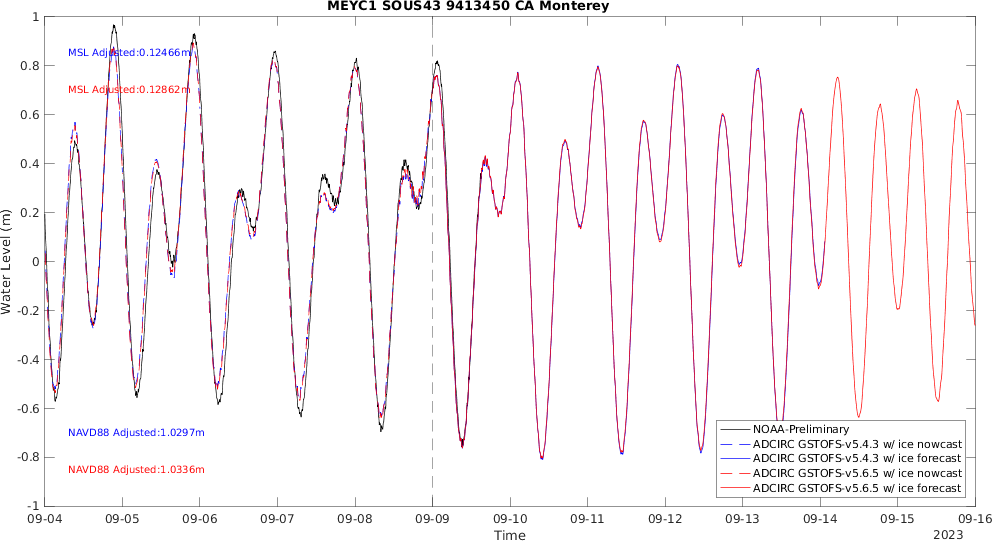 MEYC1 SOUS43 9413450 CA Monterey
1
0.8
0.6
0.4
0.2
0
-0.2
-0.4
-0.6
-0.8
-1
Water Level (m)
MSL Adjusted:0.12466m
MSL Adjusted:0.12862m
NAVD88 Adjusted:1.0297m
NAVD88 Adjusted:1.0336m
NOAA-Preliminary
ADCIRC GSTOFS-v5.4.3 w/ ice nowcast
ADCIRC GSTOFS-v5.4.3 w/ ice forecast
ADCIRC GSTOFS-v5.6.5 w/ ice nowcast
ADCIRC GSTOFS-v5.6.5 w/ ice forecast
09-04 09-05 09-06 09-07 09-08 09-09 09-10 09-11 09-12 09-13 09-14 09-15 09-16
Time
2023